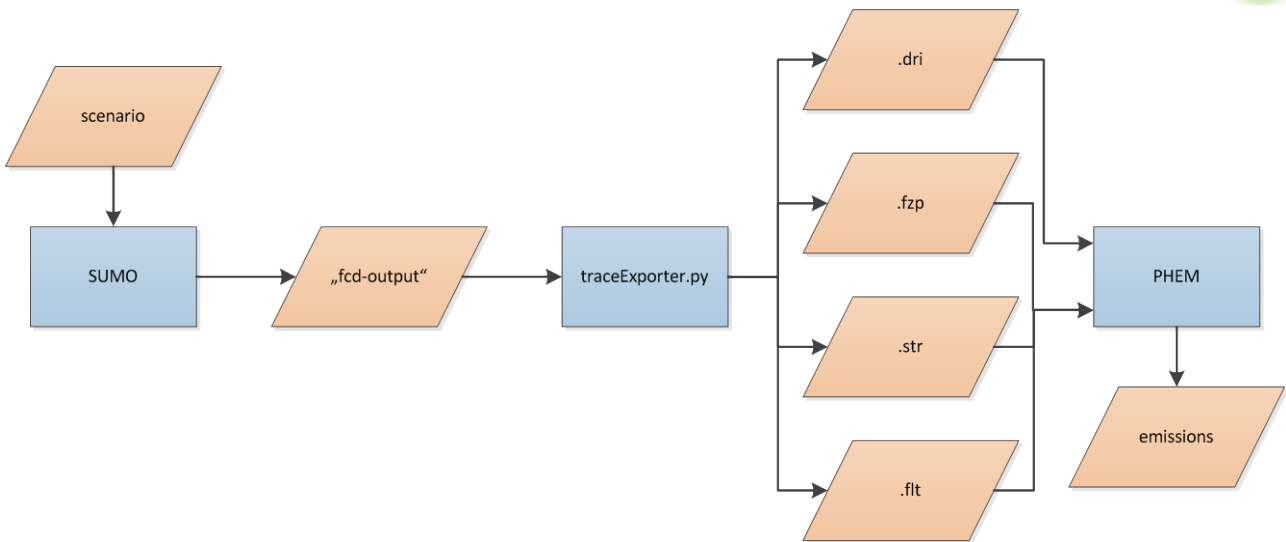 scenario
SUMO
„fcd-output“
traceExporter.py
.dri
.fzp
.str
.flt
PHEM
emissions